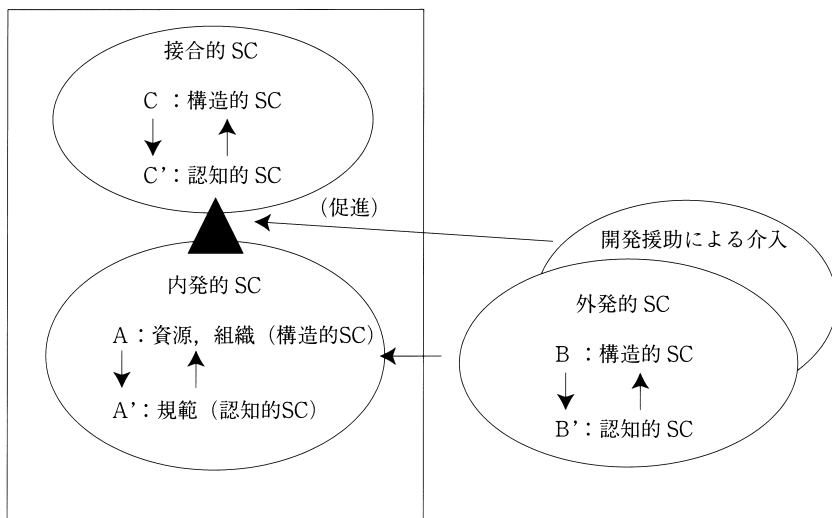 接合的 SC
C ：構造的 SC
C’：認知的 SC
（促進）
開発援助による介入
内発的 SC
外発的 SC
A：資源，組織（構造的SC）
A’：規範（認知的SC）
B ：構造的 SC
B’：認知的 SC